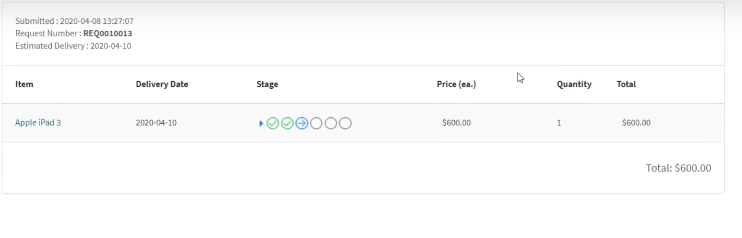 Submitted : 2020-04-08 13:27:07
Request Number : REQ0010013
Estimated Delivery : 2020-04-10
Item Delivery Date Stage Price (ea.) Quantity Total
Apple iPad 3 2020-04-10 $600.00 1 $600.00
Total: $600.00